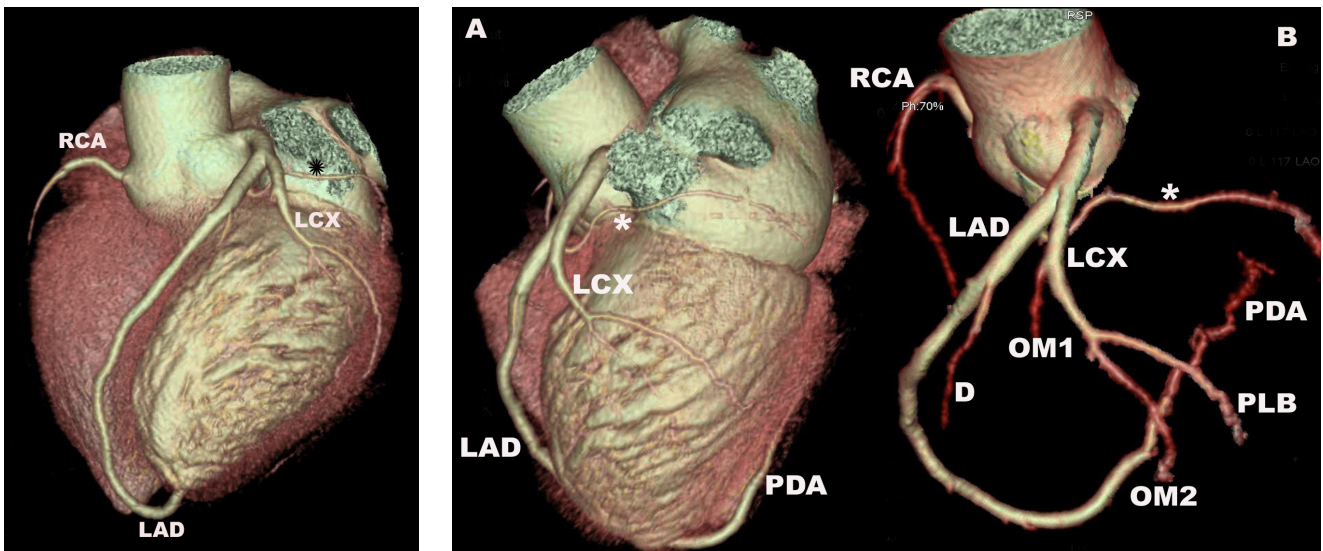 RCA
LCX
LAD
A
*
LCX
LAD
PDA
RSP
B
RCA
Ph:70%
*
LAD
LCX
PDA
OM1
D
PLB
OM2